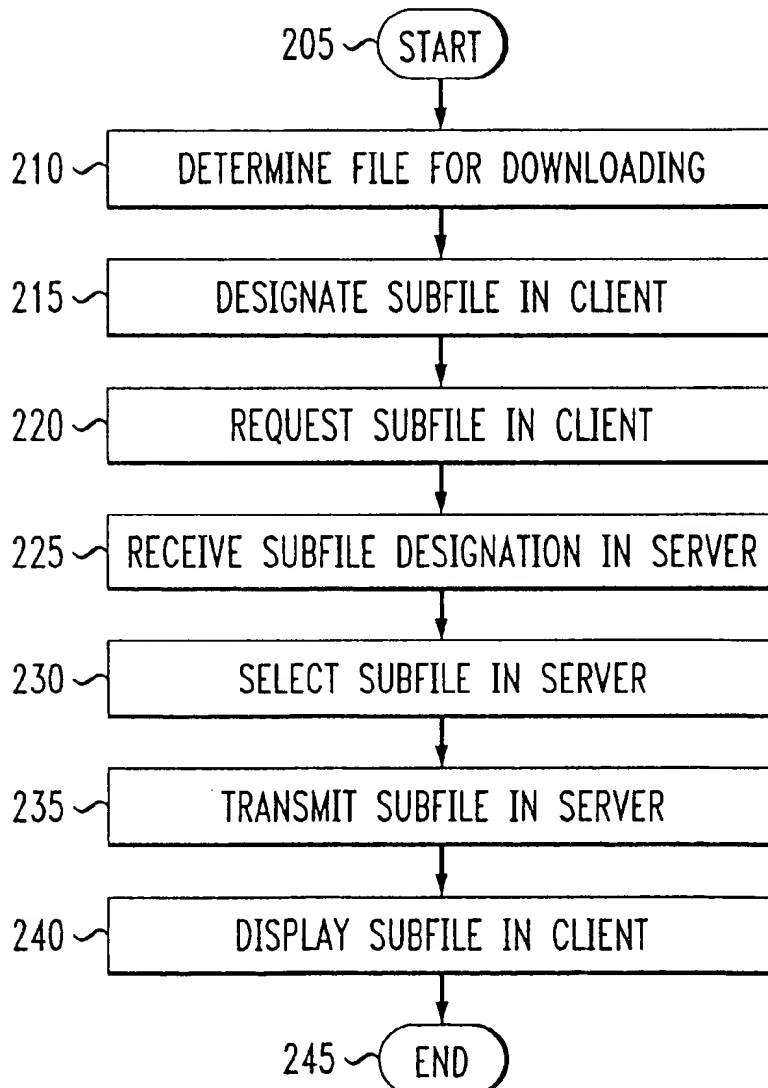 205 START
210 DETERMINE FILE FOR DOWNLOADING
215 DESIGNATE SUBFILE IN CLIENT
220 REQUEST SUBFILE IN CLIENT
225 RECEIVE SUBFILE DESIGNATION IN SERVER
230 SELECT SUBFILE IN SERVER
235 TRANSMIT SUBFILE IN SERVER
240 DISPLAY SUBFILE IN CLIENT
245 END